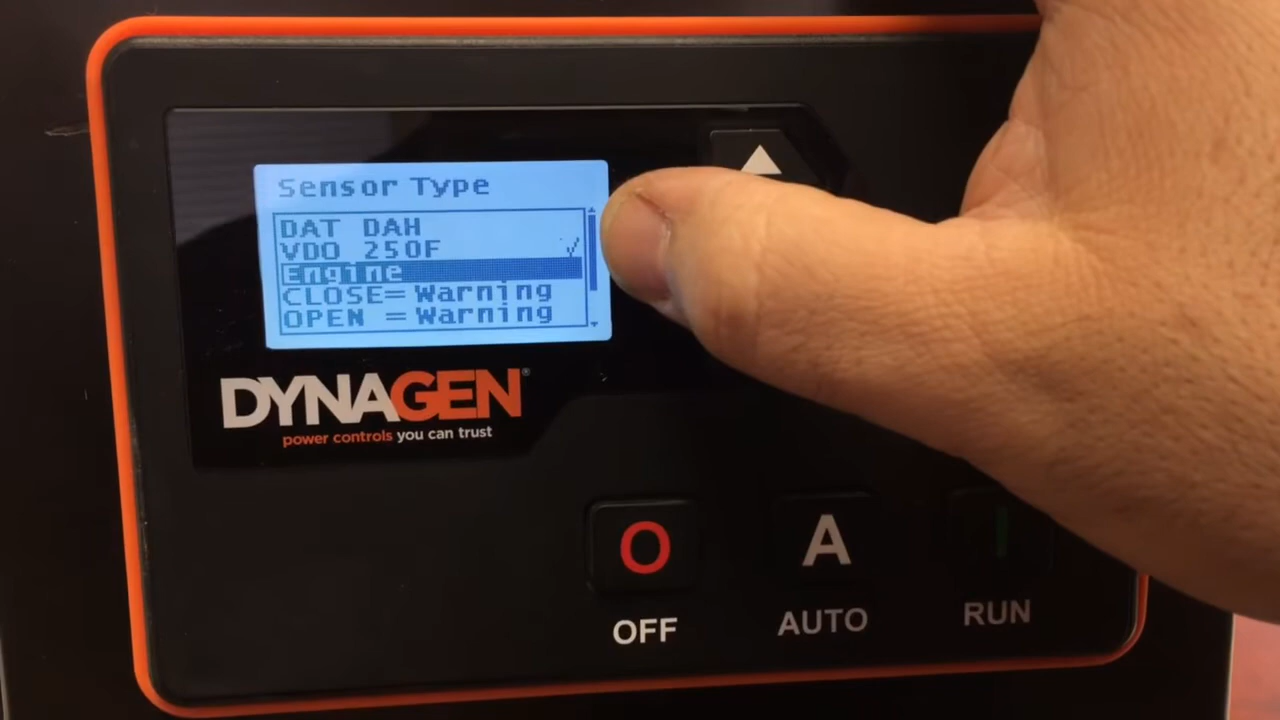 Sensor Type
DAT DAH
VDO 250F ✓
Engine
CLOSE= Warning
OPEN = Warning
DYNAGEN®
power controls you can trust
O A I
OFF AUTO RUN